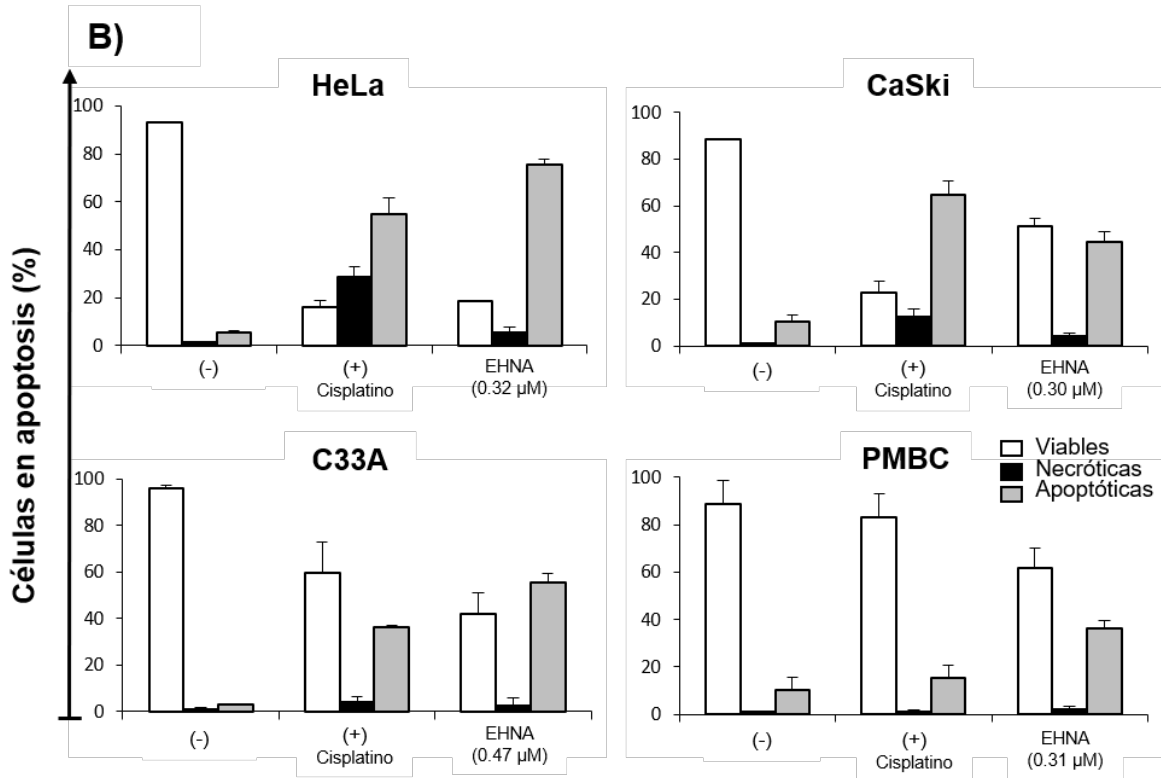 B)
Células en apoptosis (%)
HeLa
100
80
60
40
20
0
(-)
(+)
Cisplatino
EHNA
(0.32 µM)
CaSki
100
80
60
40
20
0
(-)
(+)
Cisplatino
EHNA
(0.30 µM)
C33A
100
80
60
40
20
0
(-)
(+)
Cisplatino
EHNA
(0.47 µM)
PMBC
Viables
Necróticas
Apoptóticas
100
80
60
40
20
0
(-)
(+)
Cisplatino
EHNA
(0.31 µM)